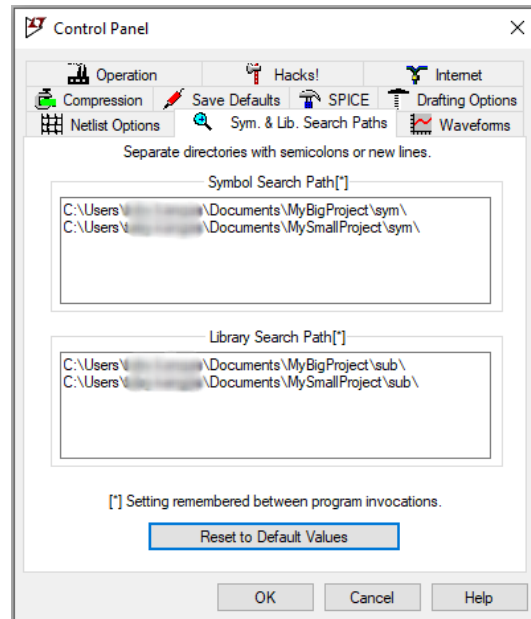 Control Panel
Operation
Hacks!
Internet
Compression
Save Defaults
SPICE
Drafting Options
Netlist Options
Sym. & Lib. Search Paths
Waveforms
Separate directories with semicolons or new lines.
Symbol Search Path[*]
C:\Users\ \Documents\MyBigProject\sym\
C:\Users\ \Documents\MySmallProject\sym\
Library Search Path[*]
C:\Users\ \Documents\MyBigProject\sub\
C:\Users\ \Documents\MySmallProject\sub\
[*] Setting remembered between program invocations.
Reset to Default Values
OK
Cancel
Help